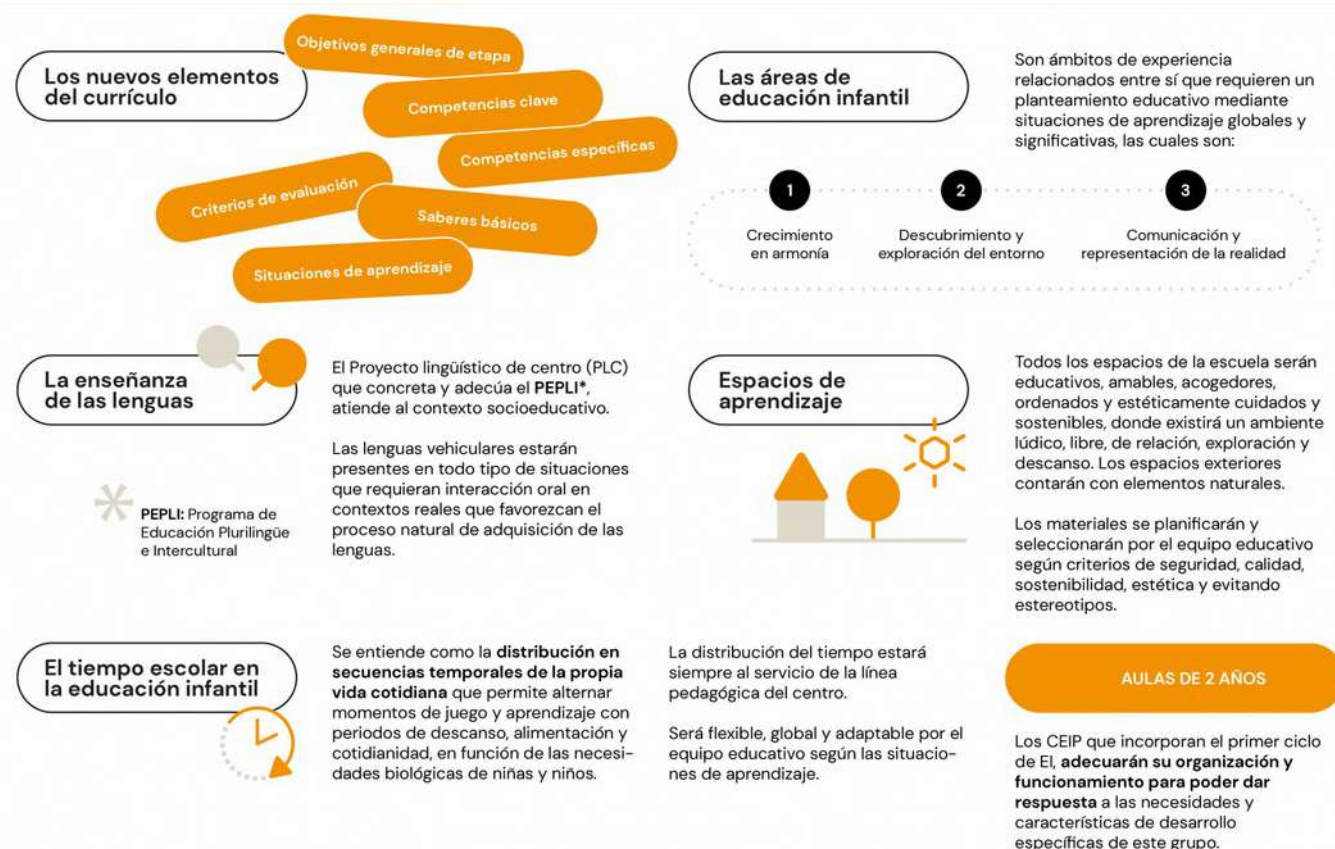 Los nuevos elementos
del currículo
Objetivos generales de etapa
Competencias clave
Competencias específicas
Criterios de evaluación
Saberes básicos
Situaciones de aprendizaje
Las áreas de
educación infantil
Son ámbitos de experiencia
relacionados entre sí que requieren un
planteamiento educativo mediante
situaciones de aprendizaje globales y
significativas, las cuales son:
1
2
3
Crecimiento
en armonía
Descubrimiento y
exploración del entorno
Comunicación y
representación de la realidad
La enseñanza
de las lenguas
PEPLI: Programa de
Educación Plurilingüe
e Intercultural
El Proyecto lingüístico de centro (PLC)
que concreta y adecúa el PEPLI*,
atiende al contexto socioeducativo.
Las lenguas vehiculares estarán
presentes en todo tipo de situaciones
que requieran interacción oral en
contextos reales que favorezcan el
proceso natural de adquisición de las
lenguas.
Espacios de
aprendizaje
Todos los espacios de la escuela serán
educativos, amables, acogedores,
ordenados y estéticamente cuidados y
sostenibles, donde existirá un ambiente
lúdico, libre, de relación, exploración y
descanso. Los espacios exteriores
contarán con elementos naturales.
Los materiales se planificarán y
seleccionarán por el equipo educativo
según criterios de seguridad, calidad,
sostenibilidad, estética y evitando
estereotipos.
El tiempo escolar en
la educación infantil
Se entiende como la distribución en
secuencias temporales de la propia
vida cotidiana que permite alternar
momentos de juego y aprendizaje con
periodos de descanso, alimentación y
cotidianidad, en función de las necesi-
dades biológicas de niñas y niños.
La distribución del tiempo estará
siempre al servicio de la línea
pedagógica del centro.
Será flexible, global y adaptable por el
equipo educativo según las situacio-
nes de aprendizaje.
AULAS DE 2 AÑOS
Los CEIP que incorporan el primer ciclo
de EI, adecuarán su organización y
funcionamiento para poder dar
respuesta a las necesidades y
características de desarrollo
específicas de este grupo.